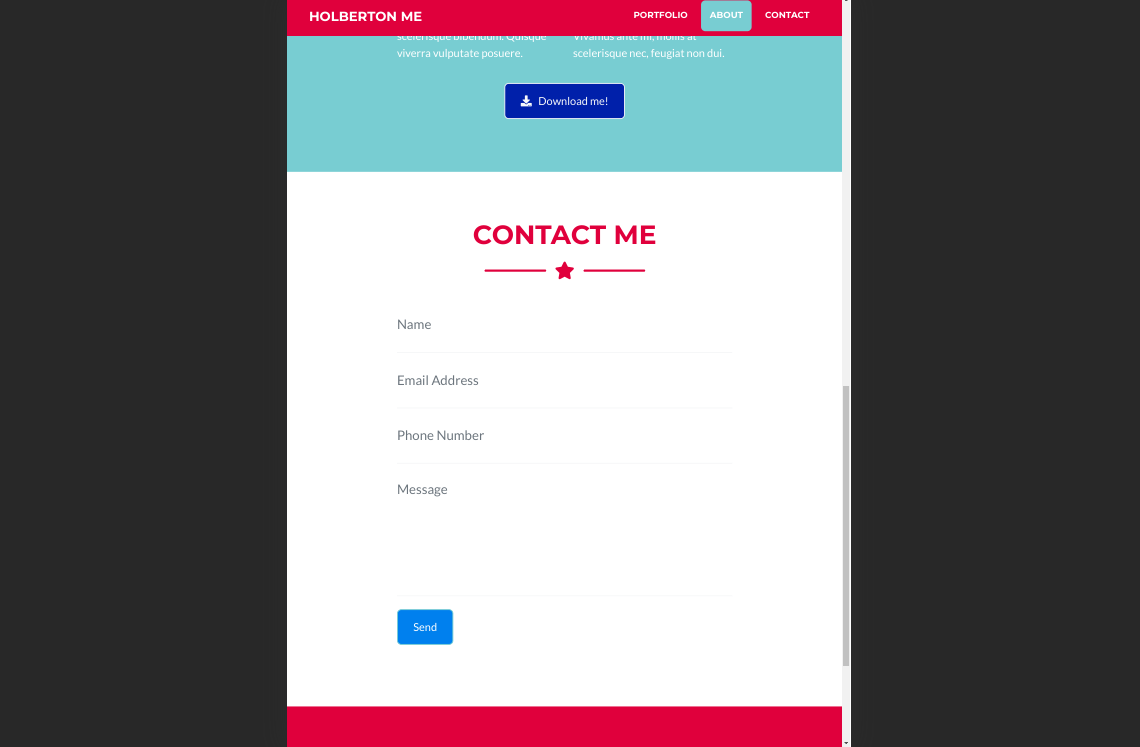 HOLBERTON ME
PORTFOLIO
ABOUT
CONTACT
scelerisque bibendum. Quisque
viverra vulputate posuere.
Vivamus ante mi, mollis at
scelerisque nec, feugiat non dui.
Download me!
CONTACT ME
Name
Email Address
Phone Number
Message
Send